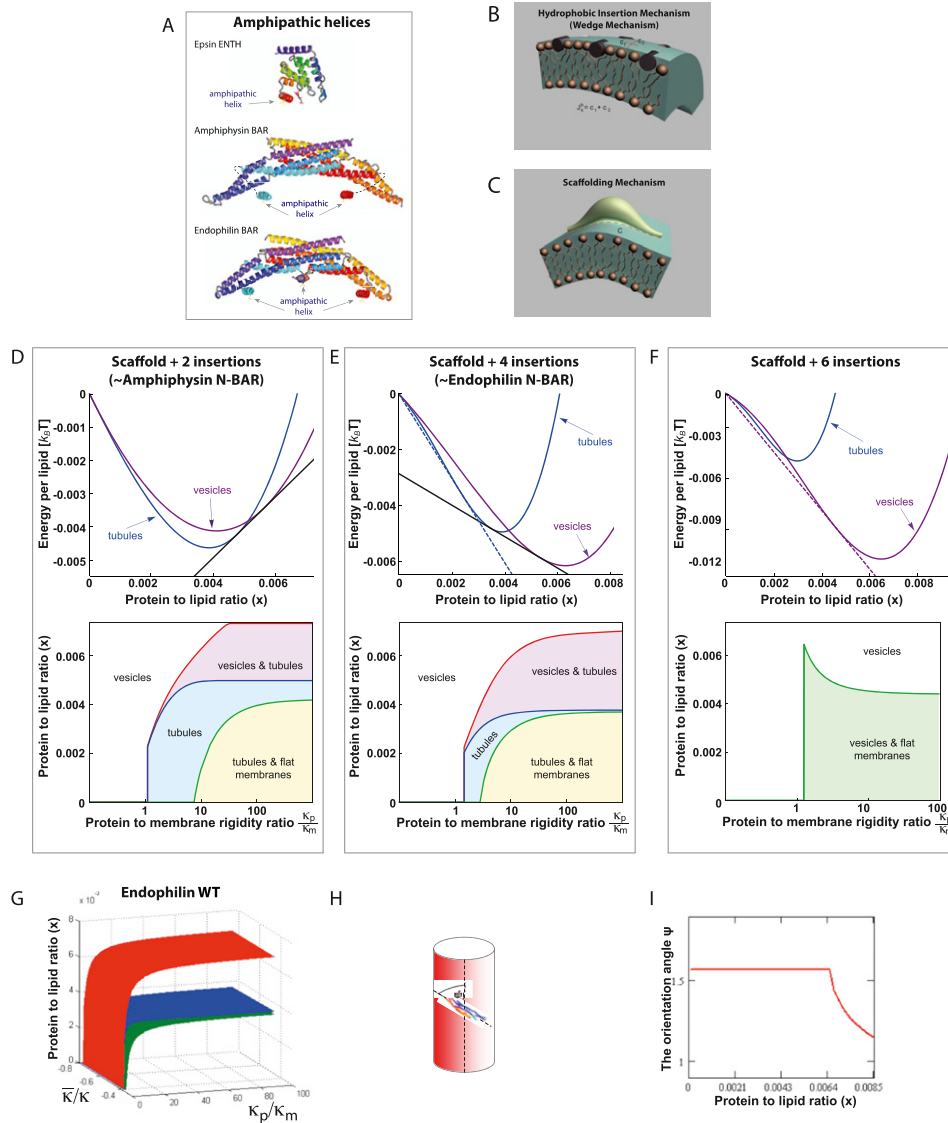 A
Amphipathic helices
Epsin ENTH
amphipathic
helix
Amphiphysin BAR
amphipathic
helix
Endophilin BAR
amphipathic
helix
B
Hydrophobic Insertion Mechanism
(Wedge Mechanism)
C
Scaffolding Mechanism
C
D
Scaffold + 2 insertions
(~Amphiphysin N-BAR)
Energy per lipid [kBT]
0
-0.001
-0.002
-0.003
-0.004
-0.005
vesicles
tubules
0 0.002 0.004 0.006
Protein to lipid ratio (x)
Protein to lipid ratio (x)
0.006
0.004
0.002
0
vesicles
vesicles & tubules
tubules
tubules & flat
membranes
1 10 100
Protein to membrane rigidity ratio κp/κm
E
Scaffold + 4 insertions
(~Endophilin N-BAR)
Energy per lipid [kBT]
0
-0.002
-0.004
-0.006
tubules
vesicles
0 0.002 0.004 0.006 0.008
Protein to lipid ratio (x)
Protein to lipid ratio (x)
0.006
0.004
0.002
0
vesicles
vesicles & tubules
tubules
tubules & flat
membranes
1 10 100
Protein to membrane rigidity ratio κp/κm
F
Scaffold + 6 insertions
Energy per lipid [kBT]
0
-0.003
-0.006
-0.009
-0.012
tubules
vesicles
0 0.002 0.004 0.006 0.008
Protein to lipid ratio (x)
Protein to lipid ratio (x)
0.006
0.004
0.002
0
vesicles
vesicles & flat
membranes
1 10 100
Protein to membrane rigidity ratio
G
Endophilin WT
Protein to lipid ratio (x)
8
6
4
2
0
-0.8
-0.6
-0.4
κ̅/κ
0 20 40 60 80 100
κp/κm
H
I
The orientation angle ψ
1.5
1
0 0.0021 0.0043 0.0064 0.0085
Protein to lipid ratio (x)